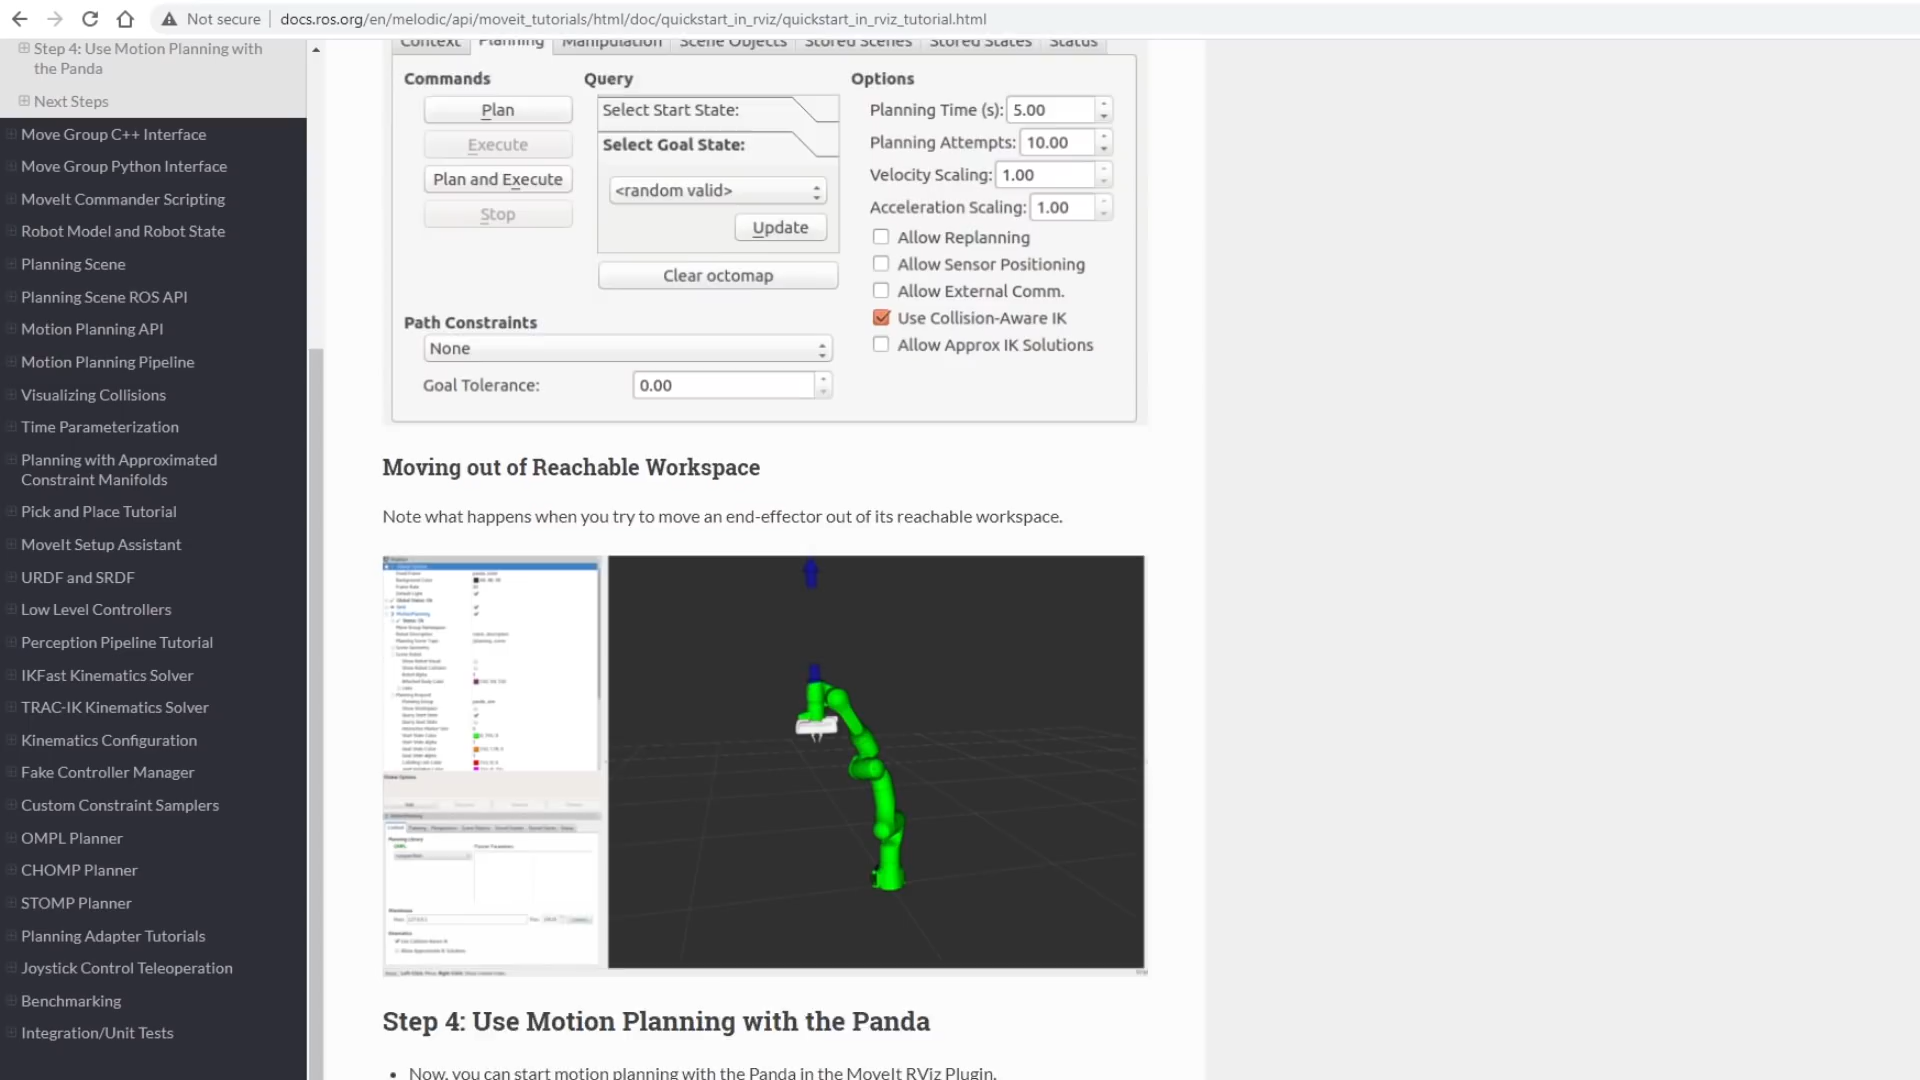 Not secure
docs.ros.org/en/melodic/api/moveit_tutorials/html/doc/quickstart_in_rviz/quickstart_in_rviz_tutorial.html
Step 4: Use Motion Planning with
the Panda
Next Steps
Move Group C++ Interface
Move Group Python Interface
MoveIt Commander Scripting
Robot Model and Robot State
Planning Scene
Planning Scene ROS API
Motion Planning API
Motion Planning Pipeline
Visualizing Collisions
Time Parameterization
Planning with Approximated
Constraint Manifolds
Pick and Place Tutorial
MoveIt Setup Assistant
URDF and SRDF
Low Level Controllers
Perception Pipeline Tutorial
IKFast Kinematics Solver
TRAC-IK Kinematics Solver
Kinematics Configuration
Fake Controller Manager
Custom Constraint Samplers
OMPL Planner
CHOMP Planner
STOMP Planner
Planning Adapter Tutorials
Joystick Control Teleoperation
Benchmarking
Integration/Unit Tests
Context Planning Manipulation Scene Objects Stored Scenes Stored States Status
Commands
Plan
Execute
Plan and Execute
Stop
Query
Select Start State:
Select Goal State:
<random valid>
Update
Clear octomap
Options
Planning Time (s): 5.00
Planning Attempts: 10.00
Velocity Scaling: 1.00
Acceleration Scaling: 1.00
Allow Replanning
Allow Sensor Positioning
Allow External Comm.
Use Collision-Aware IK
Allow Approx IK Solutions
Path Constraints
None
Goal Tolerance: 0.00
Moving out of Reachable Workspace
Note what happens when you try to move an end-effector out of its reachable workspace.
Step 4: Use Motion Planning with the Panda
Now, you can start motion planning with the Panda in the MoveIt RViz Plugin.